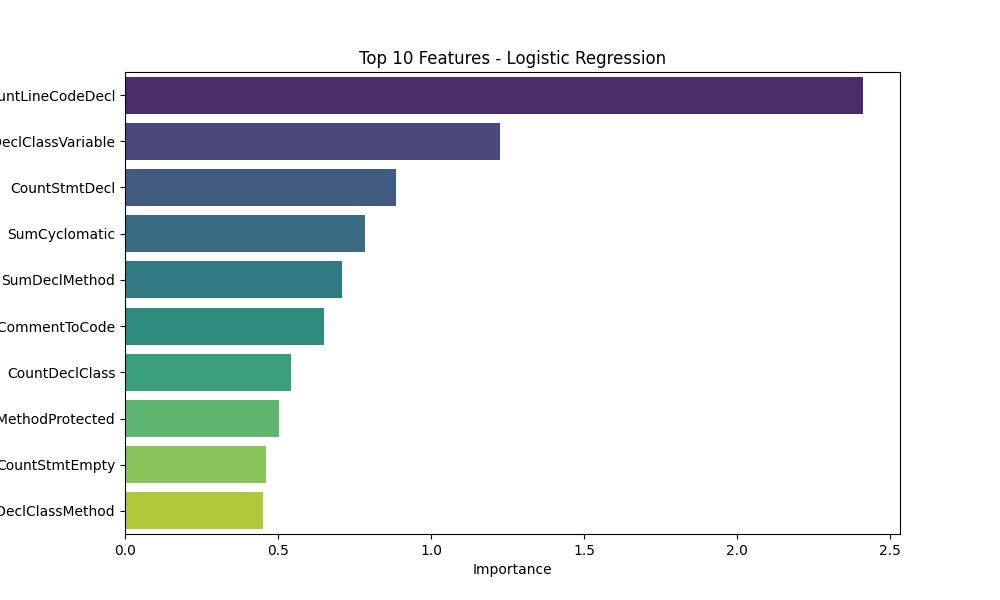 Top 10 Features - Logistic Regression
untLineCodeDecl
DeclClassVariable
CountStmtDecl
SumCyclomatic
SumDeclMethod
CommentToCode
CountDeclClass
MethodProtected
CountStmtEmpty
DeclClassMethod
0.0 0.5 1.0 1.5 2.0 2.5
Importance